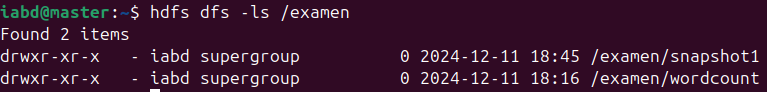 iabd@master:~$ hdfs dfs -ls /examen
Found 2 items
drwxr-xr-x   - iabd supergroup          0 2024-12-11 18:45 /examen/snapshot1
drwxr-xr-x   - iabd supergroup          0 2024-12-11 18:16 /examen/wordcount